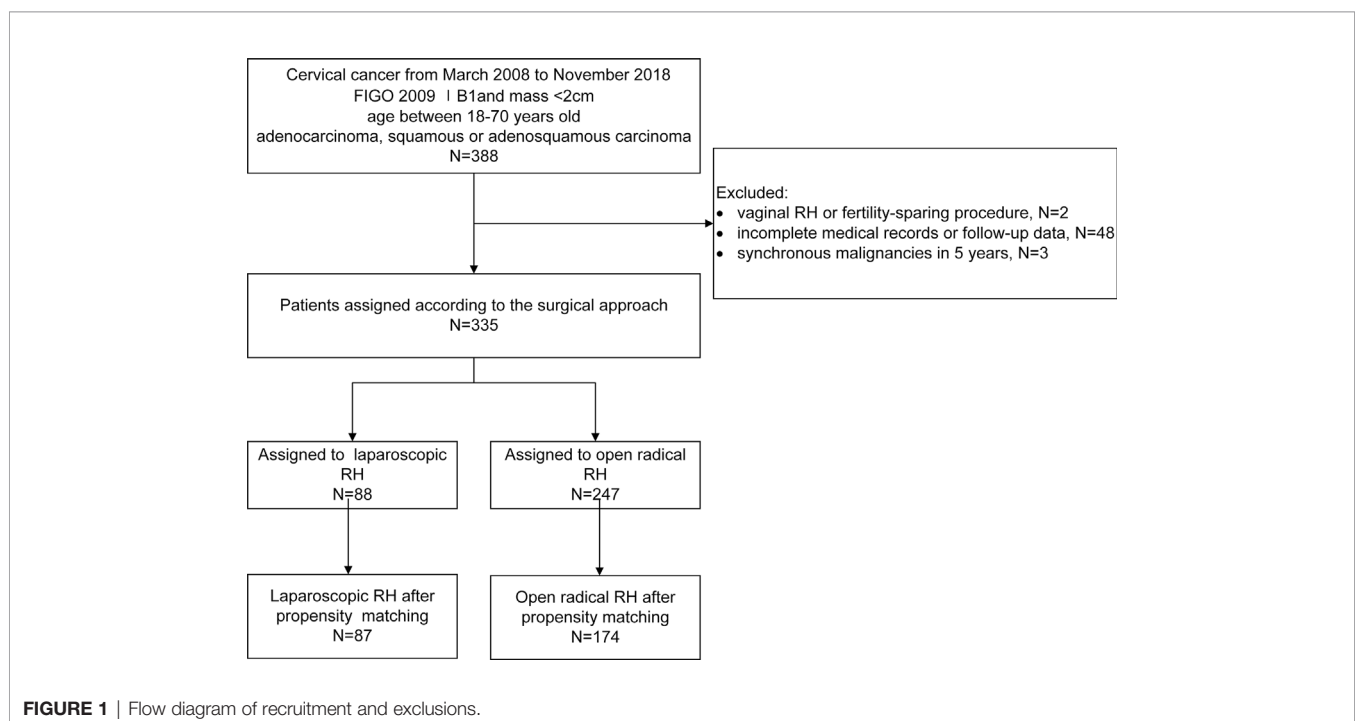 Cervical cancer from March 2008 to November 2018
FIGO 2009 Ⅰ B1and mass <2cm
age between 18-70 years old
adenocarcinoma, squamous or adenosquamous carcinoma
N=388
Excluded:
• vaginal RH or fertility-sparing procedure, N=2
• incomplete medical records or follow-up data, N=48
• synchronous malignancies in 5 years, N=3
Patients assigned according to the surgical approach
N=335
Assigned to laparoscopic
RH
N=88
Assigned to open radical
RH
N=247
Laparoscopic RH after
propensity matching
N=87
Open radical RH after
propensity matching
N=174
FIGURE 1 | Flow diagram of recruitment and exclusions.